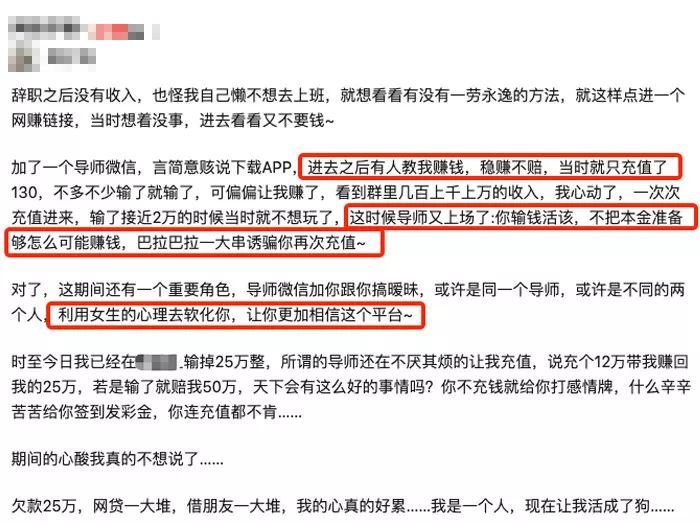 辞职之后没有收入，也怪我自己懒不想去上班，就想看看有没有一劳永逸的方法，就这样点进一个
网赚链接，当时想着没事，进去看看又不要钱~
加了一个导师微信，言简意赅说下载APP，进去之后有人教我赚钱，稳赚不赔，当时就只充值了
130，不多不少输了就输了，可偏偏让我赚了，看到群里几百上千上万的收入，我心动了，一次次
充值进来，输了接近2万的时候当时就不想玩了，这时候导师又上场了:你输钱活该，不把本金准备
够怎么可能赚钱，巴拉巴拉一大串诱骗你再次充值~
对了，这期间还有一个重要角色，导师微信加你跟你搞暧昧，或许是同一个导师，或许是不同的两
个人，利用女生的心理去软化你，让你更加相信这个平台~
时至今日我已经在输掉25万整，所谓的导师还在不厌其烦的让我充值，说充个12万带我赚回
我的25万，若是输了就赔我50万，天下会有这么好的事情吗？你不充钱就给你打感情牌，什么辛辛
苦苦给你签到发彩金，你连充值都不肯......
期间的心酸我真的不想说了......
欠款25万，网贷一大堆，借朋友一大堆，我的心真的好累......我是一个人，现在让我活成了狗......